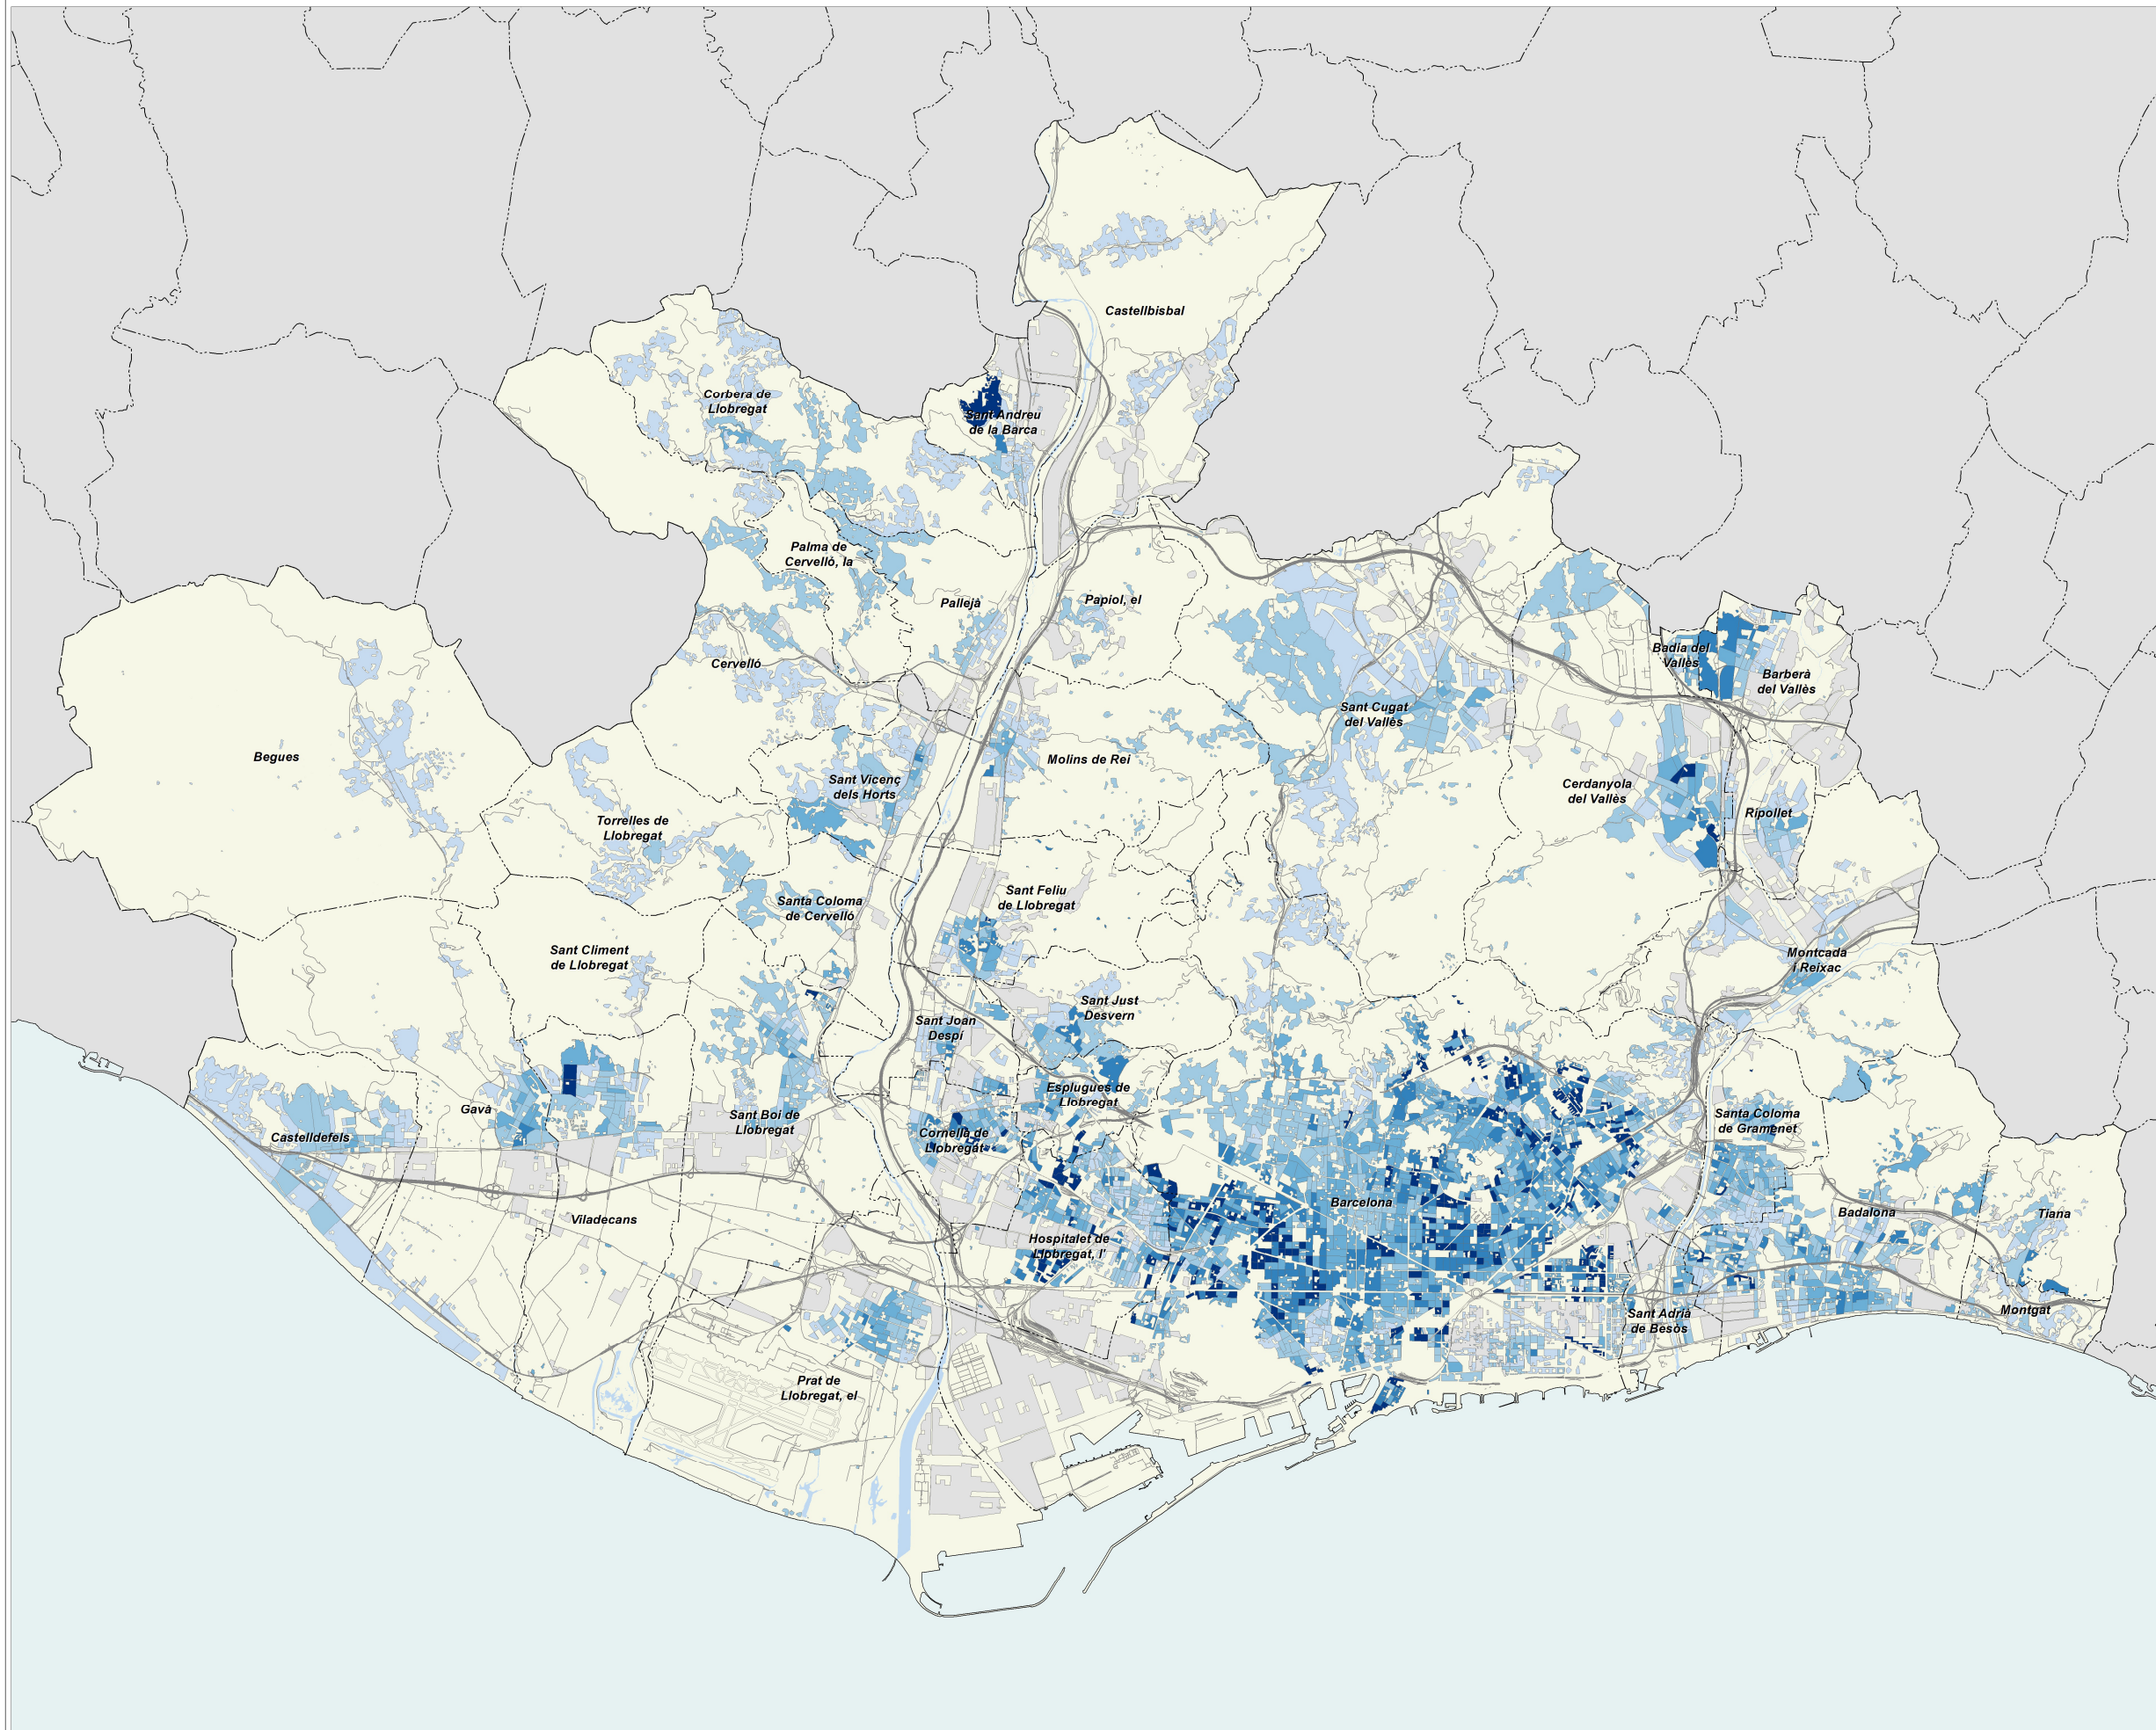 Castellbisbal
Corbera de
Llobregat
Sant Andreu
de la Barca
Palma de
Cervelló, la
Pallejà
Papiol, el
Cervelló
Badia del
Vallès
Barberà
del Vallès
Sant Cugat
del Vallès
Begues
Molins de Rei
Sant Vicenç
dels Horts
Cerdanyola
del Vallès
Ripollet
Torrelles de
Llobregat
Sant Feliu
de Llobregat
Santa Coloma
de Cervelló
Sant Climent
de Llobregat
Montcada
i Reixac
Sant Just
Desvern
Sant Joan
Despí
Esplugues de
Llobregat
Gavà
Sant Boi de
Llobregat
Santa Coloma
de Gramenet
Castelldefels
Cornellà de
Llobregat
Barcelona
Badalona
Tiana
Viladecans
Hospitalet de
Llobregat, l'
Montgat
Sant Adrià
de Besòs
Prat de
Llobregat, el